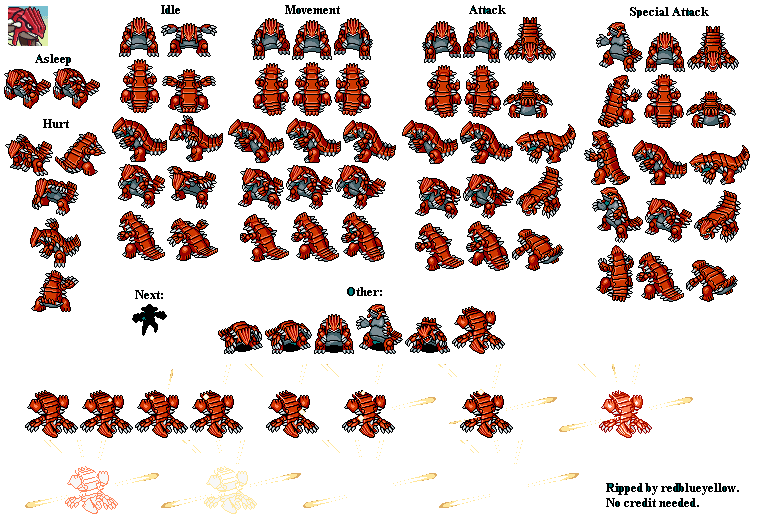 Idle
Movement
Attack
Special Attack
Asleep
Hurt
Next:
Other:
Ripped by redblueyellow.
No credit needed.